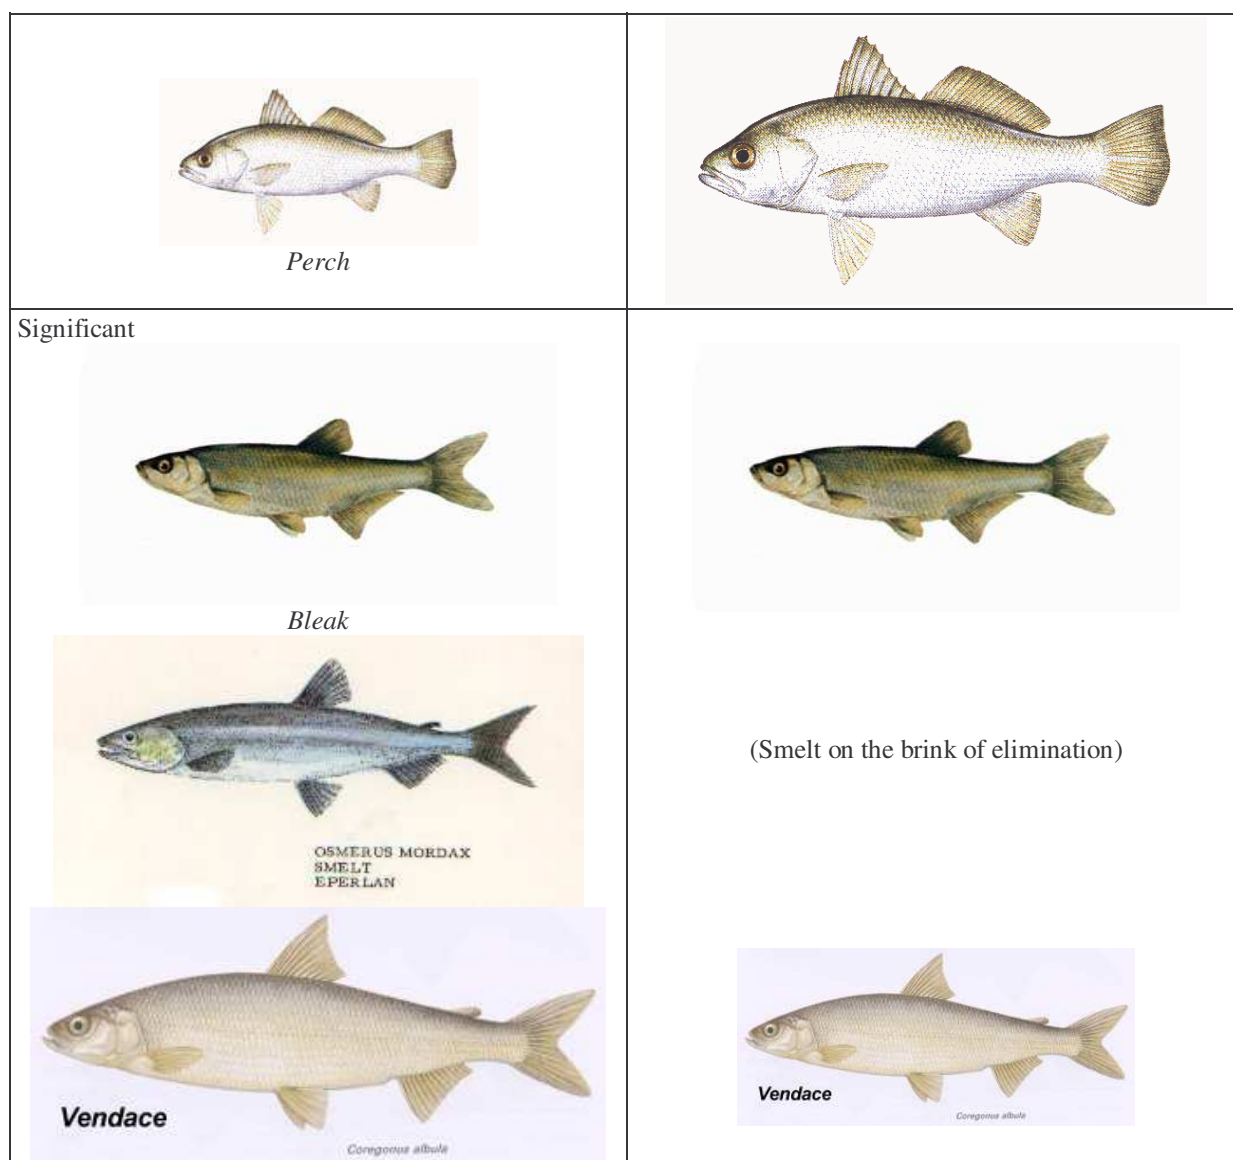 Perch
Significant
Bleak
OSMERUS MORDAX
SMELT
EPERLAN
(Smelt on the brink of elimination)
Vendace
Coregonus albula
Vendace
Coregonus albula